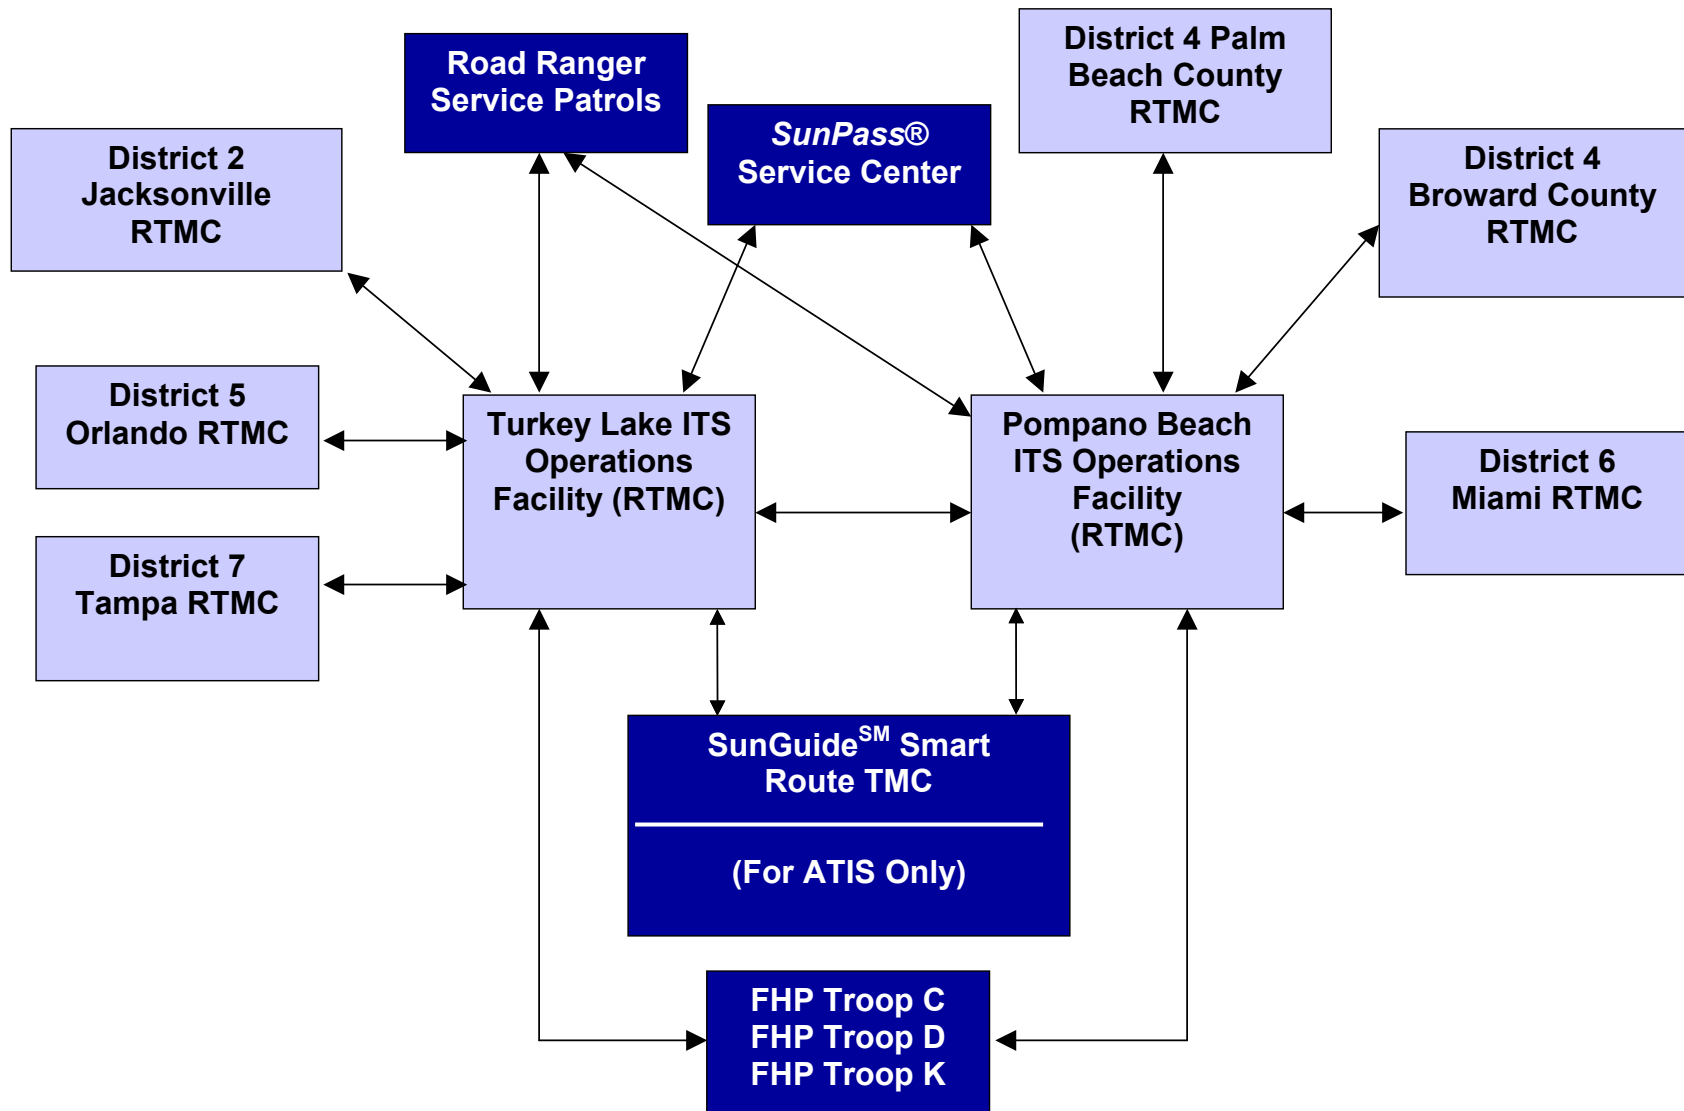 Road Ranger
Service Patrols
District 4 Palm
Beach County
RTMC
SunPass®
Service Center
District 2
Jacksonville
RTMC
District 4
Broward County
RTMC
District 5
Orlando RTMC
Turkey Lake ITS
Operations
Facility (RTMC)
Pompano Beach
ITS Operations
Facility
(RTMC)
District 6
Miami RTMC
District 7
Tampa RTMC
SunGuideSM Smart
Route TMC
(For ATIS Only)
FHP Troop C
FHP Troop D
FHP Troop K